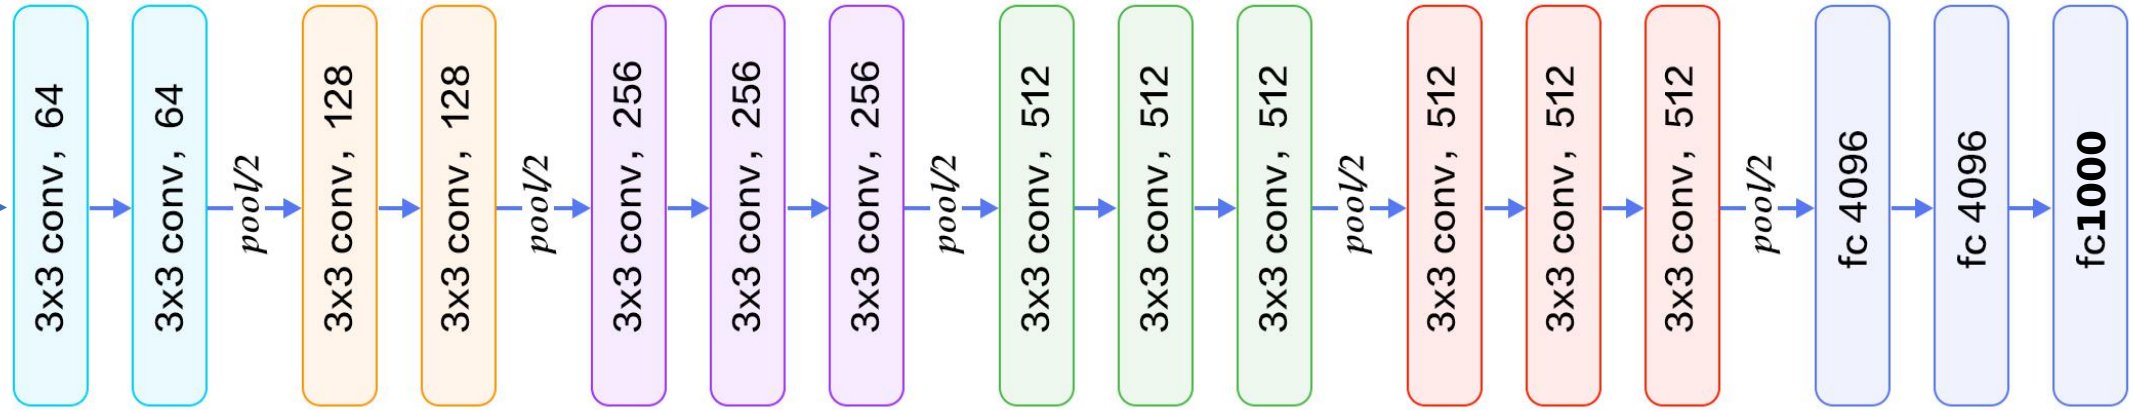 3x3 conv, 64
3x3 conv, 64
pool/2
3x3 conv, 128
3x3 conv, 128
pool/2
3x3 conv, 256
3x3 conv, 256
3x3 conv, 256
pool/2
3x3 conv, 512
3x3 conv, 512
3x3 conv, 512
pool/2
3x3 conv, 512
3x3 conv, 512
3x3 conv, 512
pool/2
fc 4096
fc 4096
fc1000